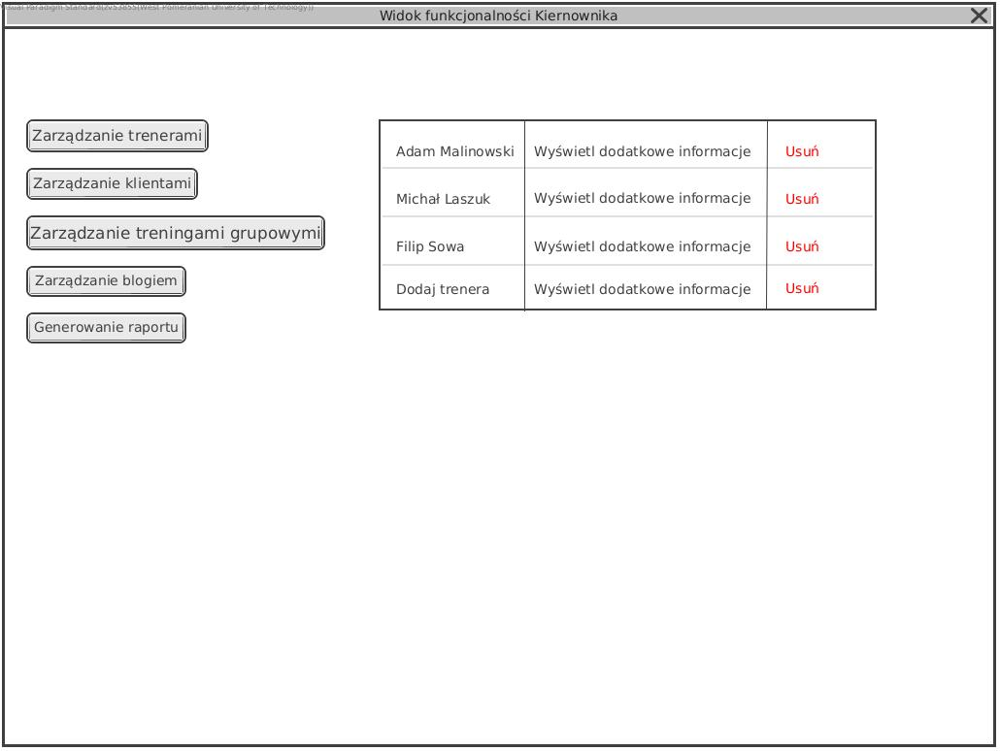 Visual Paradigm Standard(zv53855(West Pomeranian University of Technology))
Widok funkcjonalności Kiernownika
Zarządzanie trenerami
Zarządzanie klientami
Zarządzanie treningami grupowymi
Zarządzanie blogiem
Generowanie raportu
Adam Malinowski Wyświetl dodatkowe informacje Usuń
Michał Laszuk Wyświetl dodatkowe informacje Usuń
Filip Sowa Wyświetl dodatkowe informacje Usuń
Dodaj trenera Wyświetl dodatkowe informacje Usuń